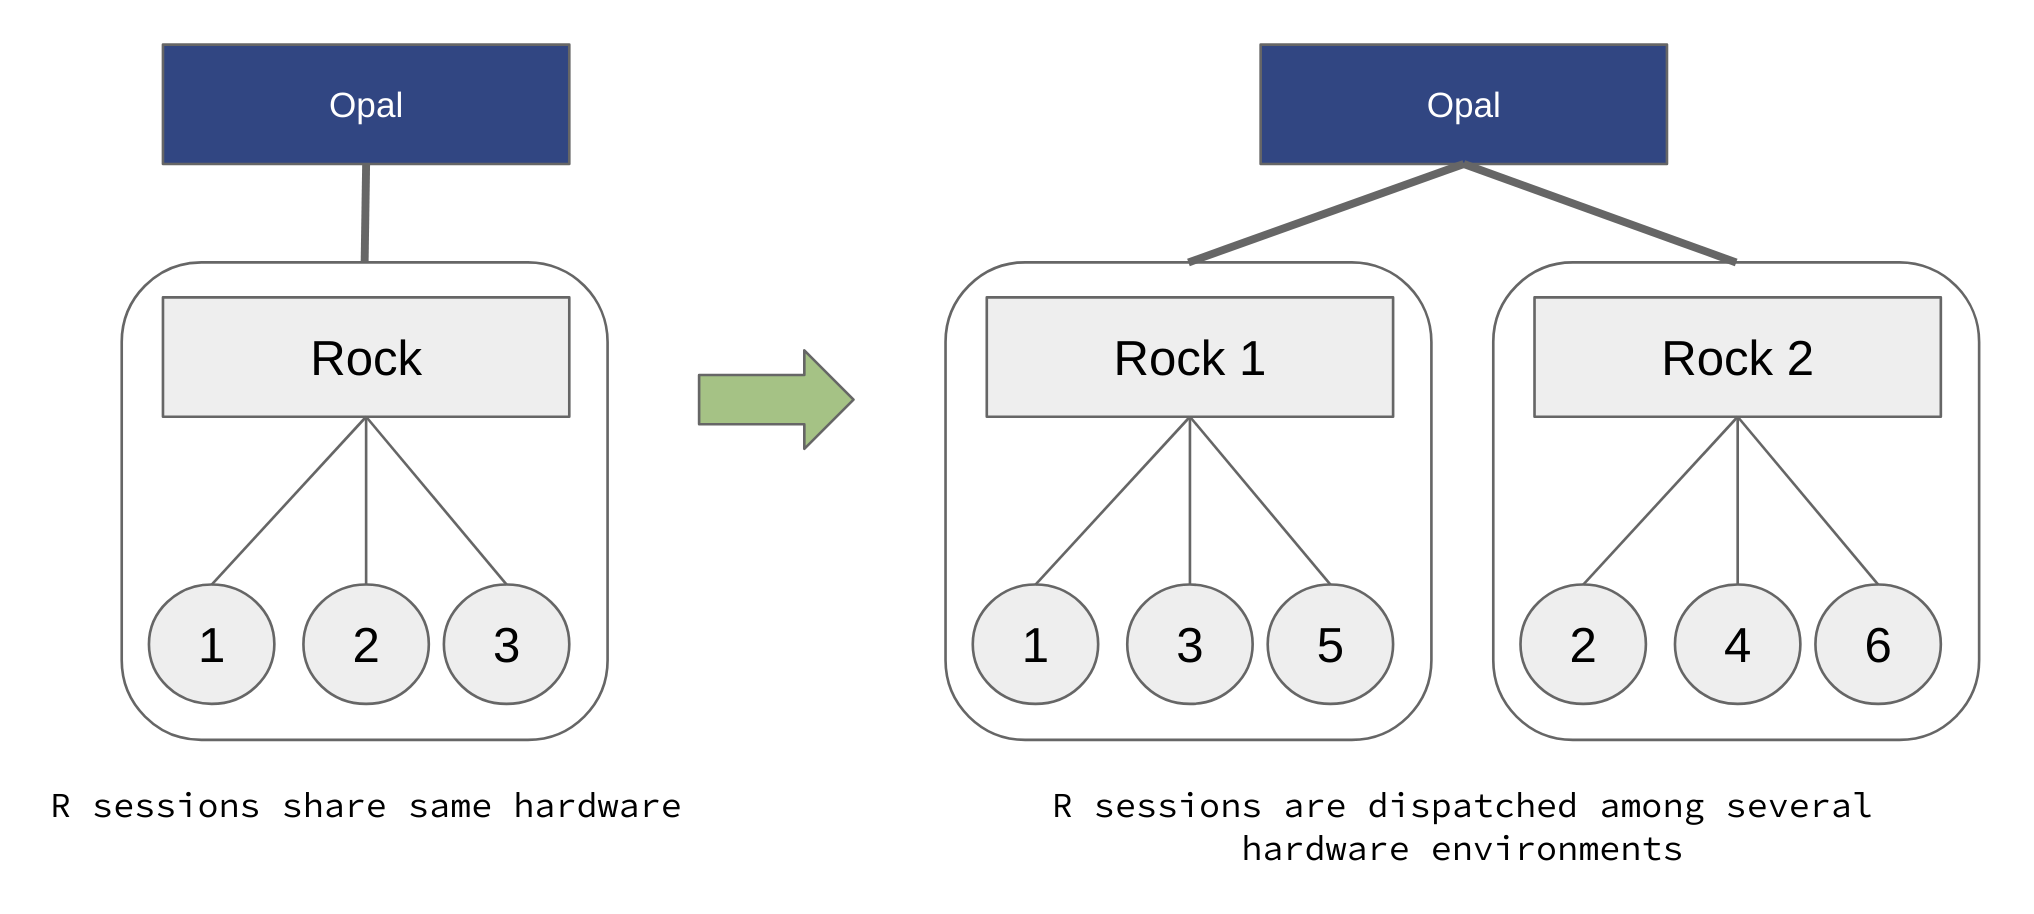 Opal
Rock
1 2 3
R sessions share same hardware
Opal
Rock 1
1 3 5
Rock 2
2 4 6
R sessions are dispatched among several
hardware environments